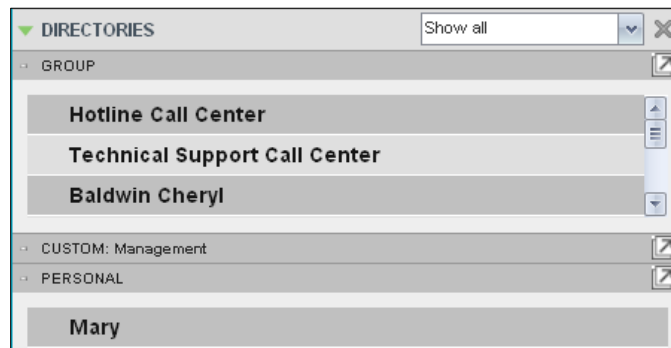 DIRECTORIES Show all
GROUP
Hotline Call Center
Technical Support Call Center
Baldwin Cheryl
CUSTOM: Management
PERSONAL
Mary